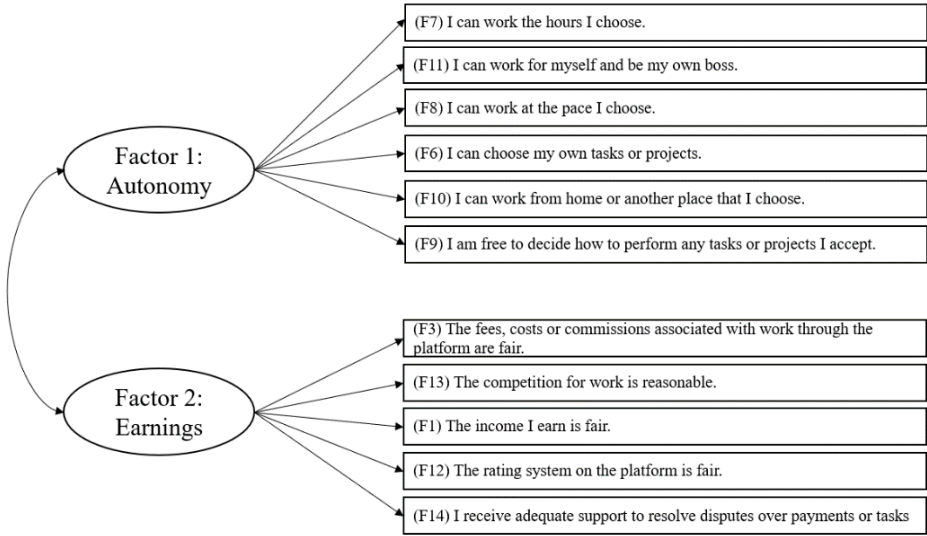 (F7) I can work the hours I choose.
(F11) I can work for myself and be my own boss.
(F8) I can work at the pace I choose.
Factor 1:
Autonomy
(F6) I can choose my own tasks or projects.
(F10) I can work from home or another place that I choose.
(F9) I am free to decide how to perform any tasks or projects I accept.
(F3) The fees, costs or commissions associated with work through the
platform are fair.
(F13) The competition for work is reasonable.
Factor 2:
Earnings
(F1) The income I earn is fair.
(F12) The rating system on the platform is fair.
(F14) I receive adequate support to resolve disputes over payments or tasks